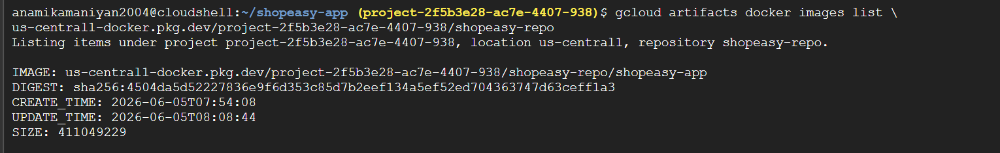 anamikamaniyan2004@cloudshell:~/shopeasy-app (project-2f5b3e28-ac7e-4407-938)$ gcloud artifacts docker images list \
us-central1-docker.pkg.dev/project-2f5b3e28-ac7e-4407-938/shopeasy-repo
Listing items under project project-2f5b3e28-ac7e-4407-938, location us-central1, repository shopeasy-repo.
IMAGE: us-central1-docker.pkg.dev/project-2f5b3e28-ac7e-4407-938/shopeasy-repo/shopeasy-app
DIGEST: sha256:4504da5d52227836e9f6d353c85d7b2eef134a5ef52ed704363747d63ceff1a3
CREATE_TIME: 2026-06-05T07:54:08
UPDATE_TIME: 2026-06-05T08:08:44
SIZE: 411049229